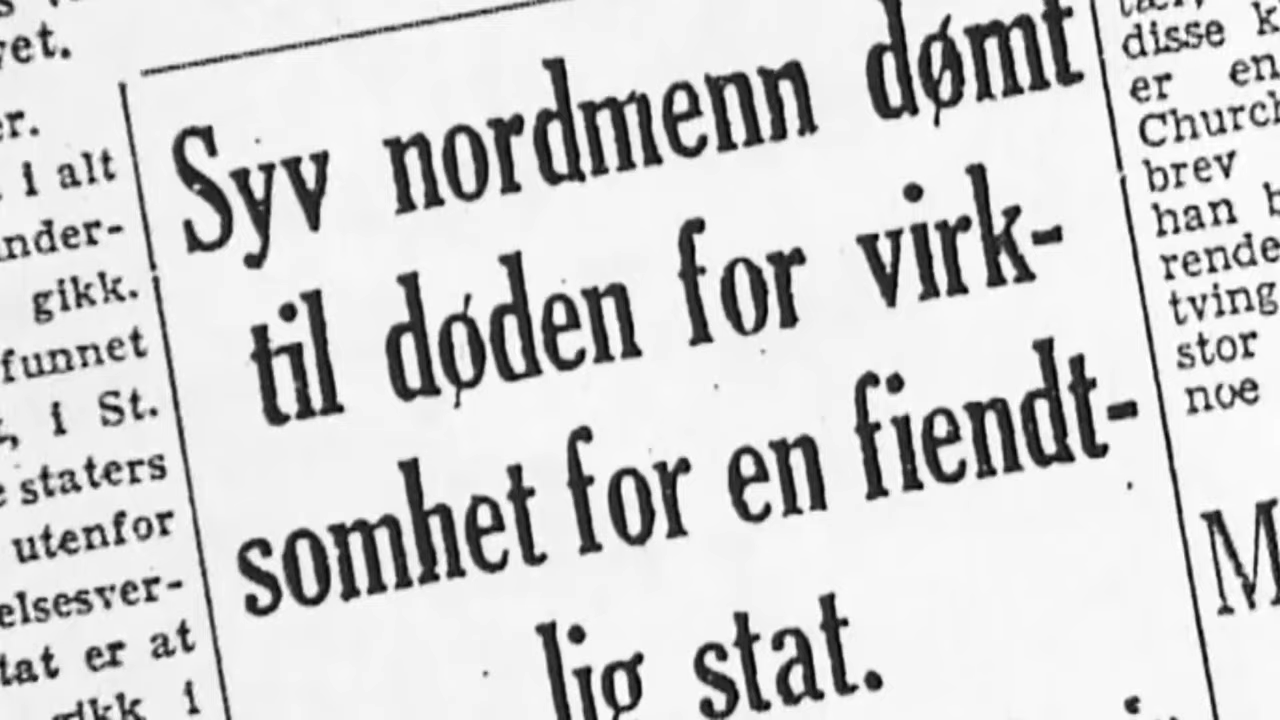 vet.
er.
i alt
nder-
gikk.
funnet
, i St.
staters
utenfor
elsesver-
tat er at
gikk i
Syv nordmenn dømt
til døden for virk-
somhet for en fiendt-
lig stat.
disse k
er en
Church
brev
han b
rende
tving
stor
noe
M